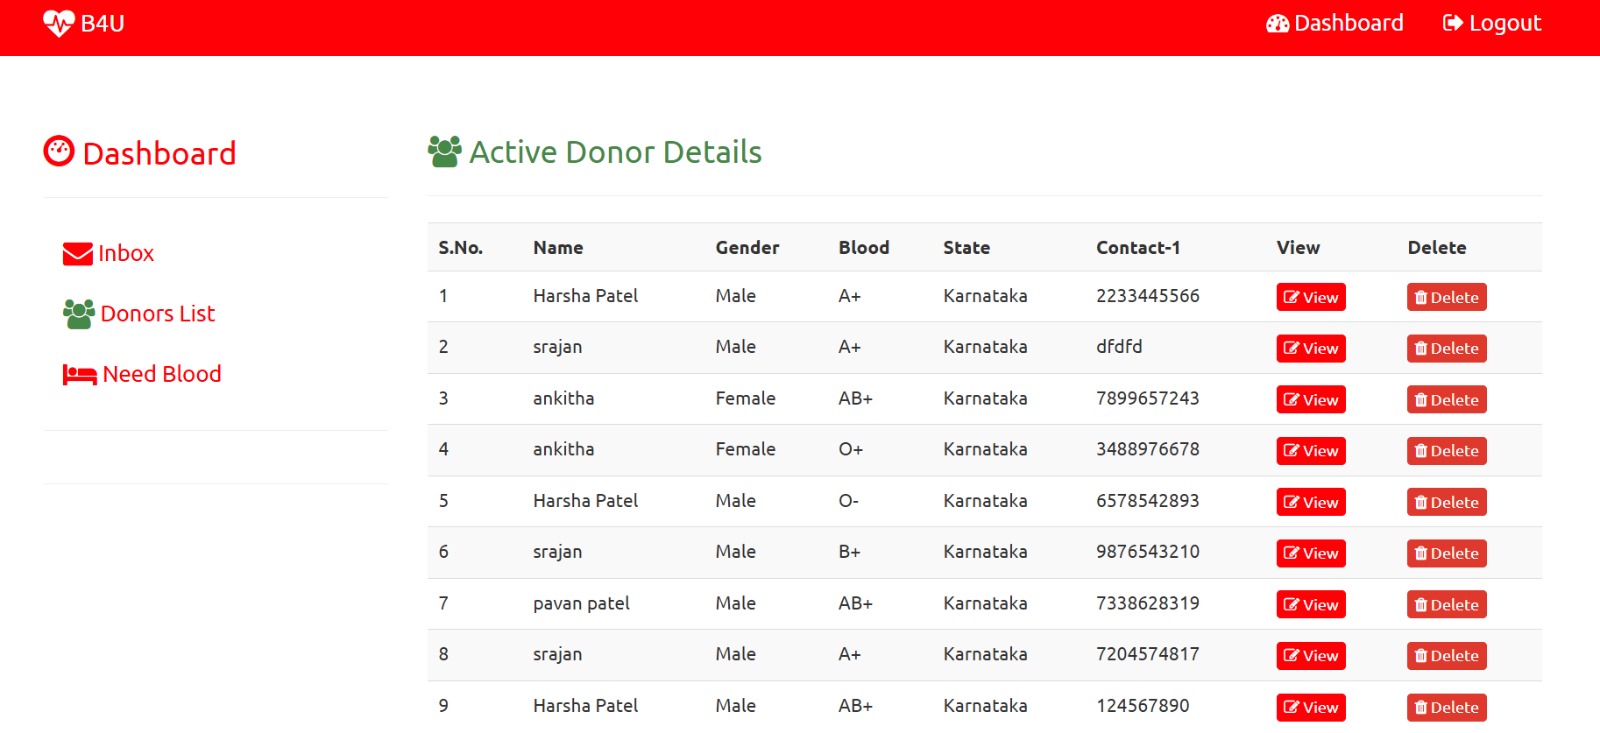 B4U Dashboard Logout
Dashboard
Inbox
Donors List
Need Blood
Active Donor Details
S.No. Name Gender Blood State Contact-1 View Delete
1 Harsha Patel Male A+ Karnataka 2233445566 View Delete
2 srajan Male A+ Karnataka dfdfd View Delete
3 ankitha Female AB+ Karnataka 7899657243 View Delete
4 ankitha Female O+ Karnataka 3488976678 View Delete
5 Harsha Patel Male O- Karnataka 6578542893 View Delete
6 srajan Male B+ Karnataka 9876543210 View Delete
7 pavan patel Male AB+ Karnataka 7338628319 View Delete
8 srajan Male A+ Karnataka 7204574817 View Delete
9 Harsha Patel Male AB+ Karnataka 124567890 View Delete